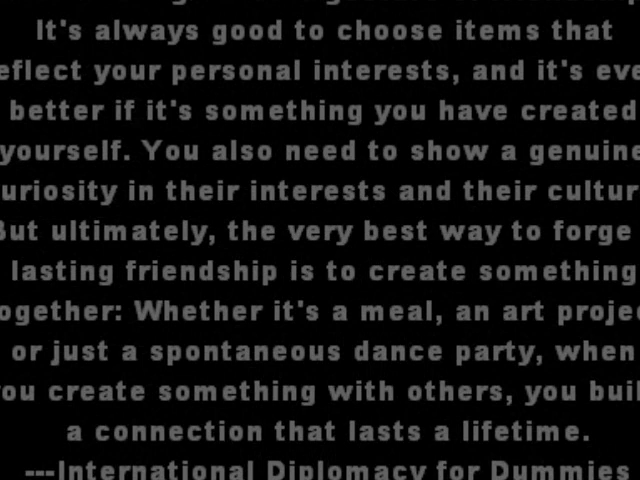 It's always good to choose items that
eflect your personal interests, and it's eve
better if it's something you have created
yourself. You also need to show a genuine
uriosity in their interests and their cultur
But ultimately, the very best way to forge
lasting friendship is to create something
ogether: Whether it's a meal, an art projec
or just a spontaneous dance party, when
you create something with others, you buil
a connection that lasts a lifetime.
---International Diplomacy for Dummies